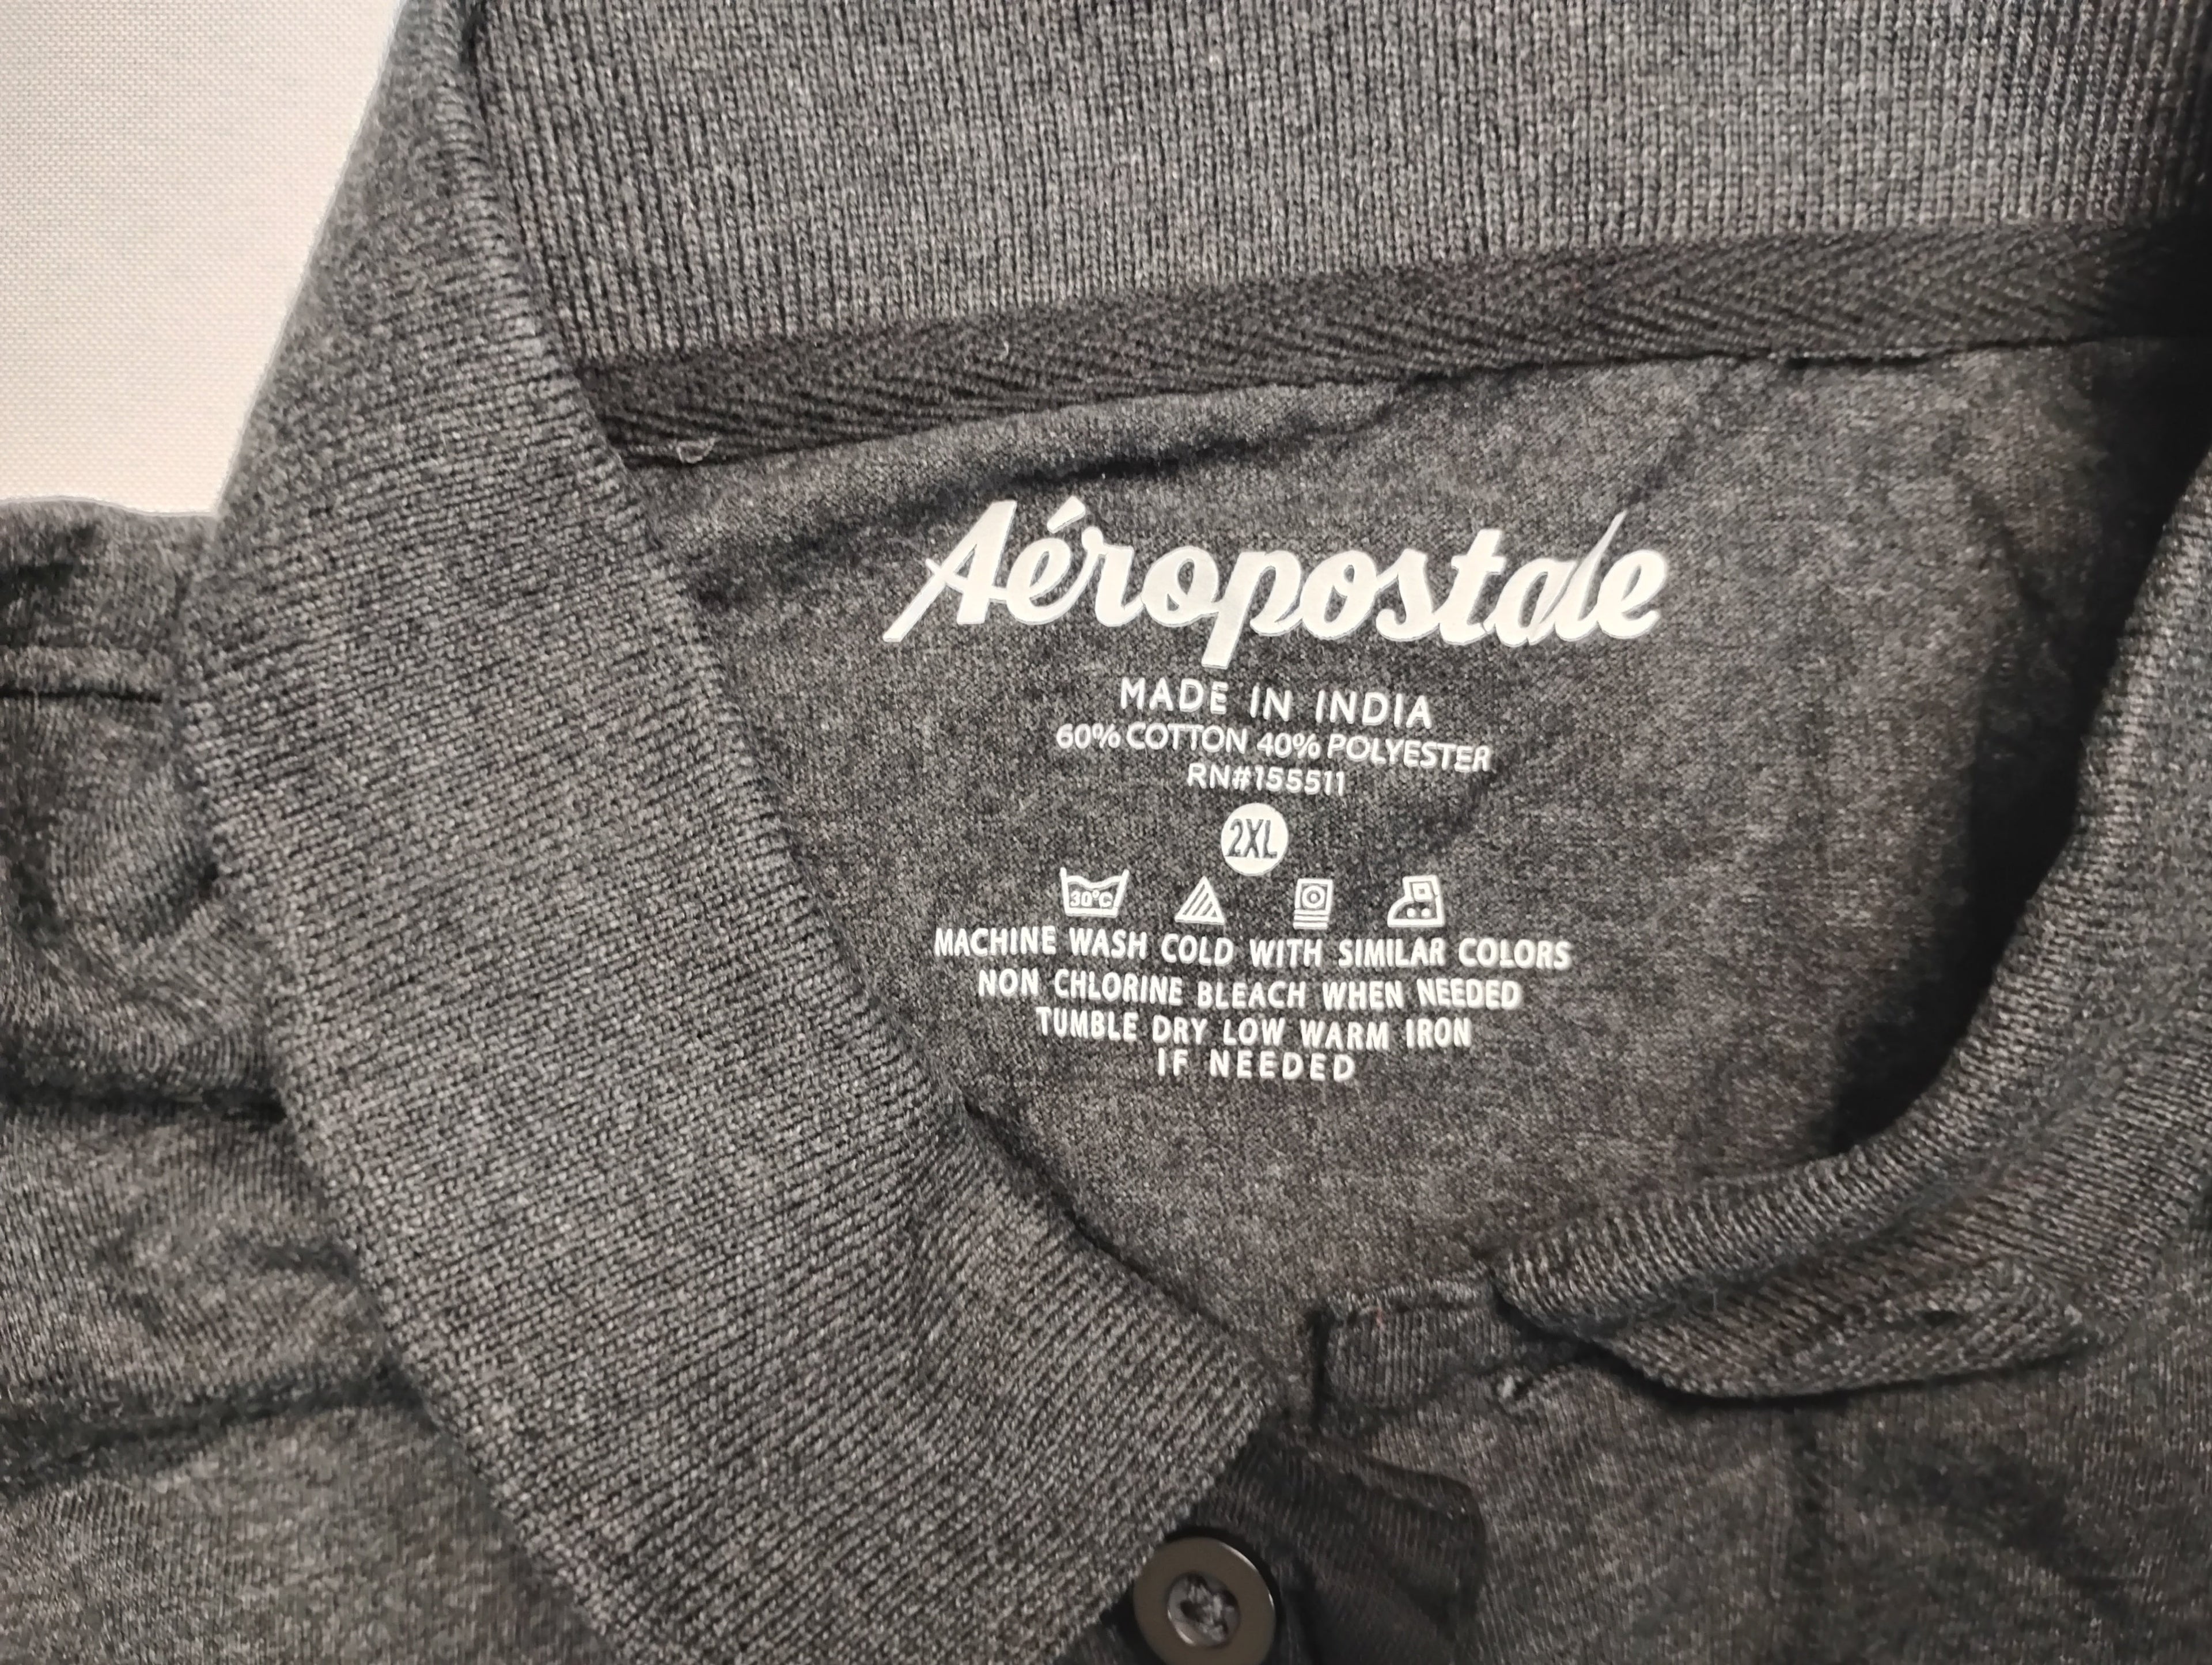 Aéropostale
MADE IN INDIA
60% COTTON 40% POLYESTER
RN#155511
2XL
30°C
MACHINE WASH COLD WITH SIMILAR COLORS
NON CHLORINE BLEACH WHEN NEEDED
TUMBLE DRY LOW WARM IRON
IF NEEDED